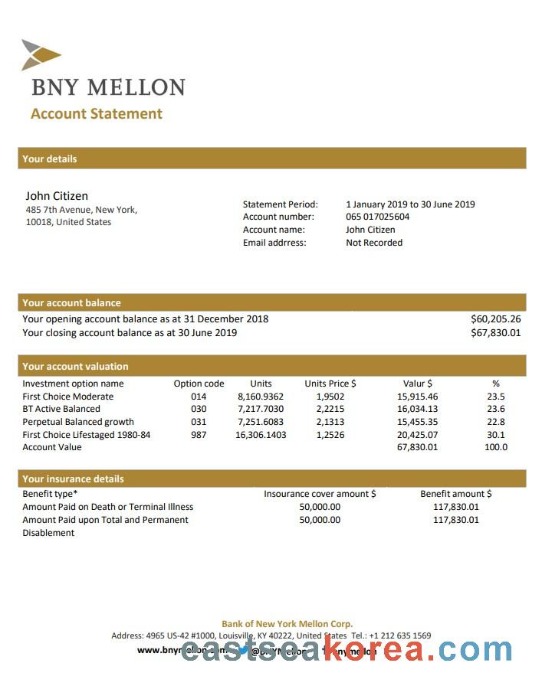 BNY MELLON
Account Statement
Your details
John Citizen
485 7th Avenue, New York,
10018, United States
Statement Period: 1 January 2019 to 30 June 2019
Account number: 065 017025604
Account name: John Citizen
Email addrress: Not Recorded
Your account balance
Your opening account balance as at 31 December 2018 $60,205.26
Your closing account balance as at 30 June 2019 $67,830.01
Your account valuation
Investment option name Option code Units Units Price $ Valur $ %
First Choice Moderate 014 8,160.9362 1,9502 15,915.46 23.5
BT Active Balanced 030 7,217.7030 2,2215 16,034.13 23.6
Perpetual Balanced growth 031 7,251.6083 2,1313 15,455.35 22.8
First Choice Lifestaged 1980-84 987 16,306.1403 1,2526 20,425.07 30.1
Account Value 67,830.01 100.0
Your insurance details
Benefit type* Insourance cover amount $ Benefit amount $
Amount Paid on Death or Terminal Illness 50,000.00 117,830.01
Amount Paid upon Total and Permanent 50,000.00 117,830.01
Disablement
Bank of New York Mellon Corp.
Address: 4965 US-42 #1000, Louisville, KY 40222, United States Tel.: +1 212 635 1569
www.bnymellon.com @BNYMellon bnymellon
eastseakorea.com